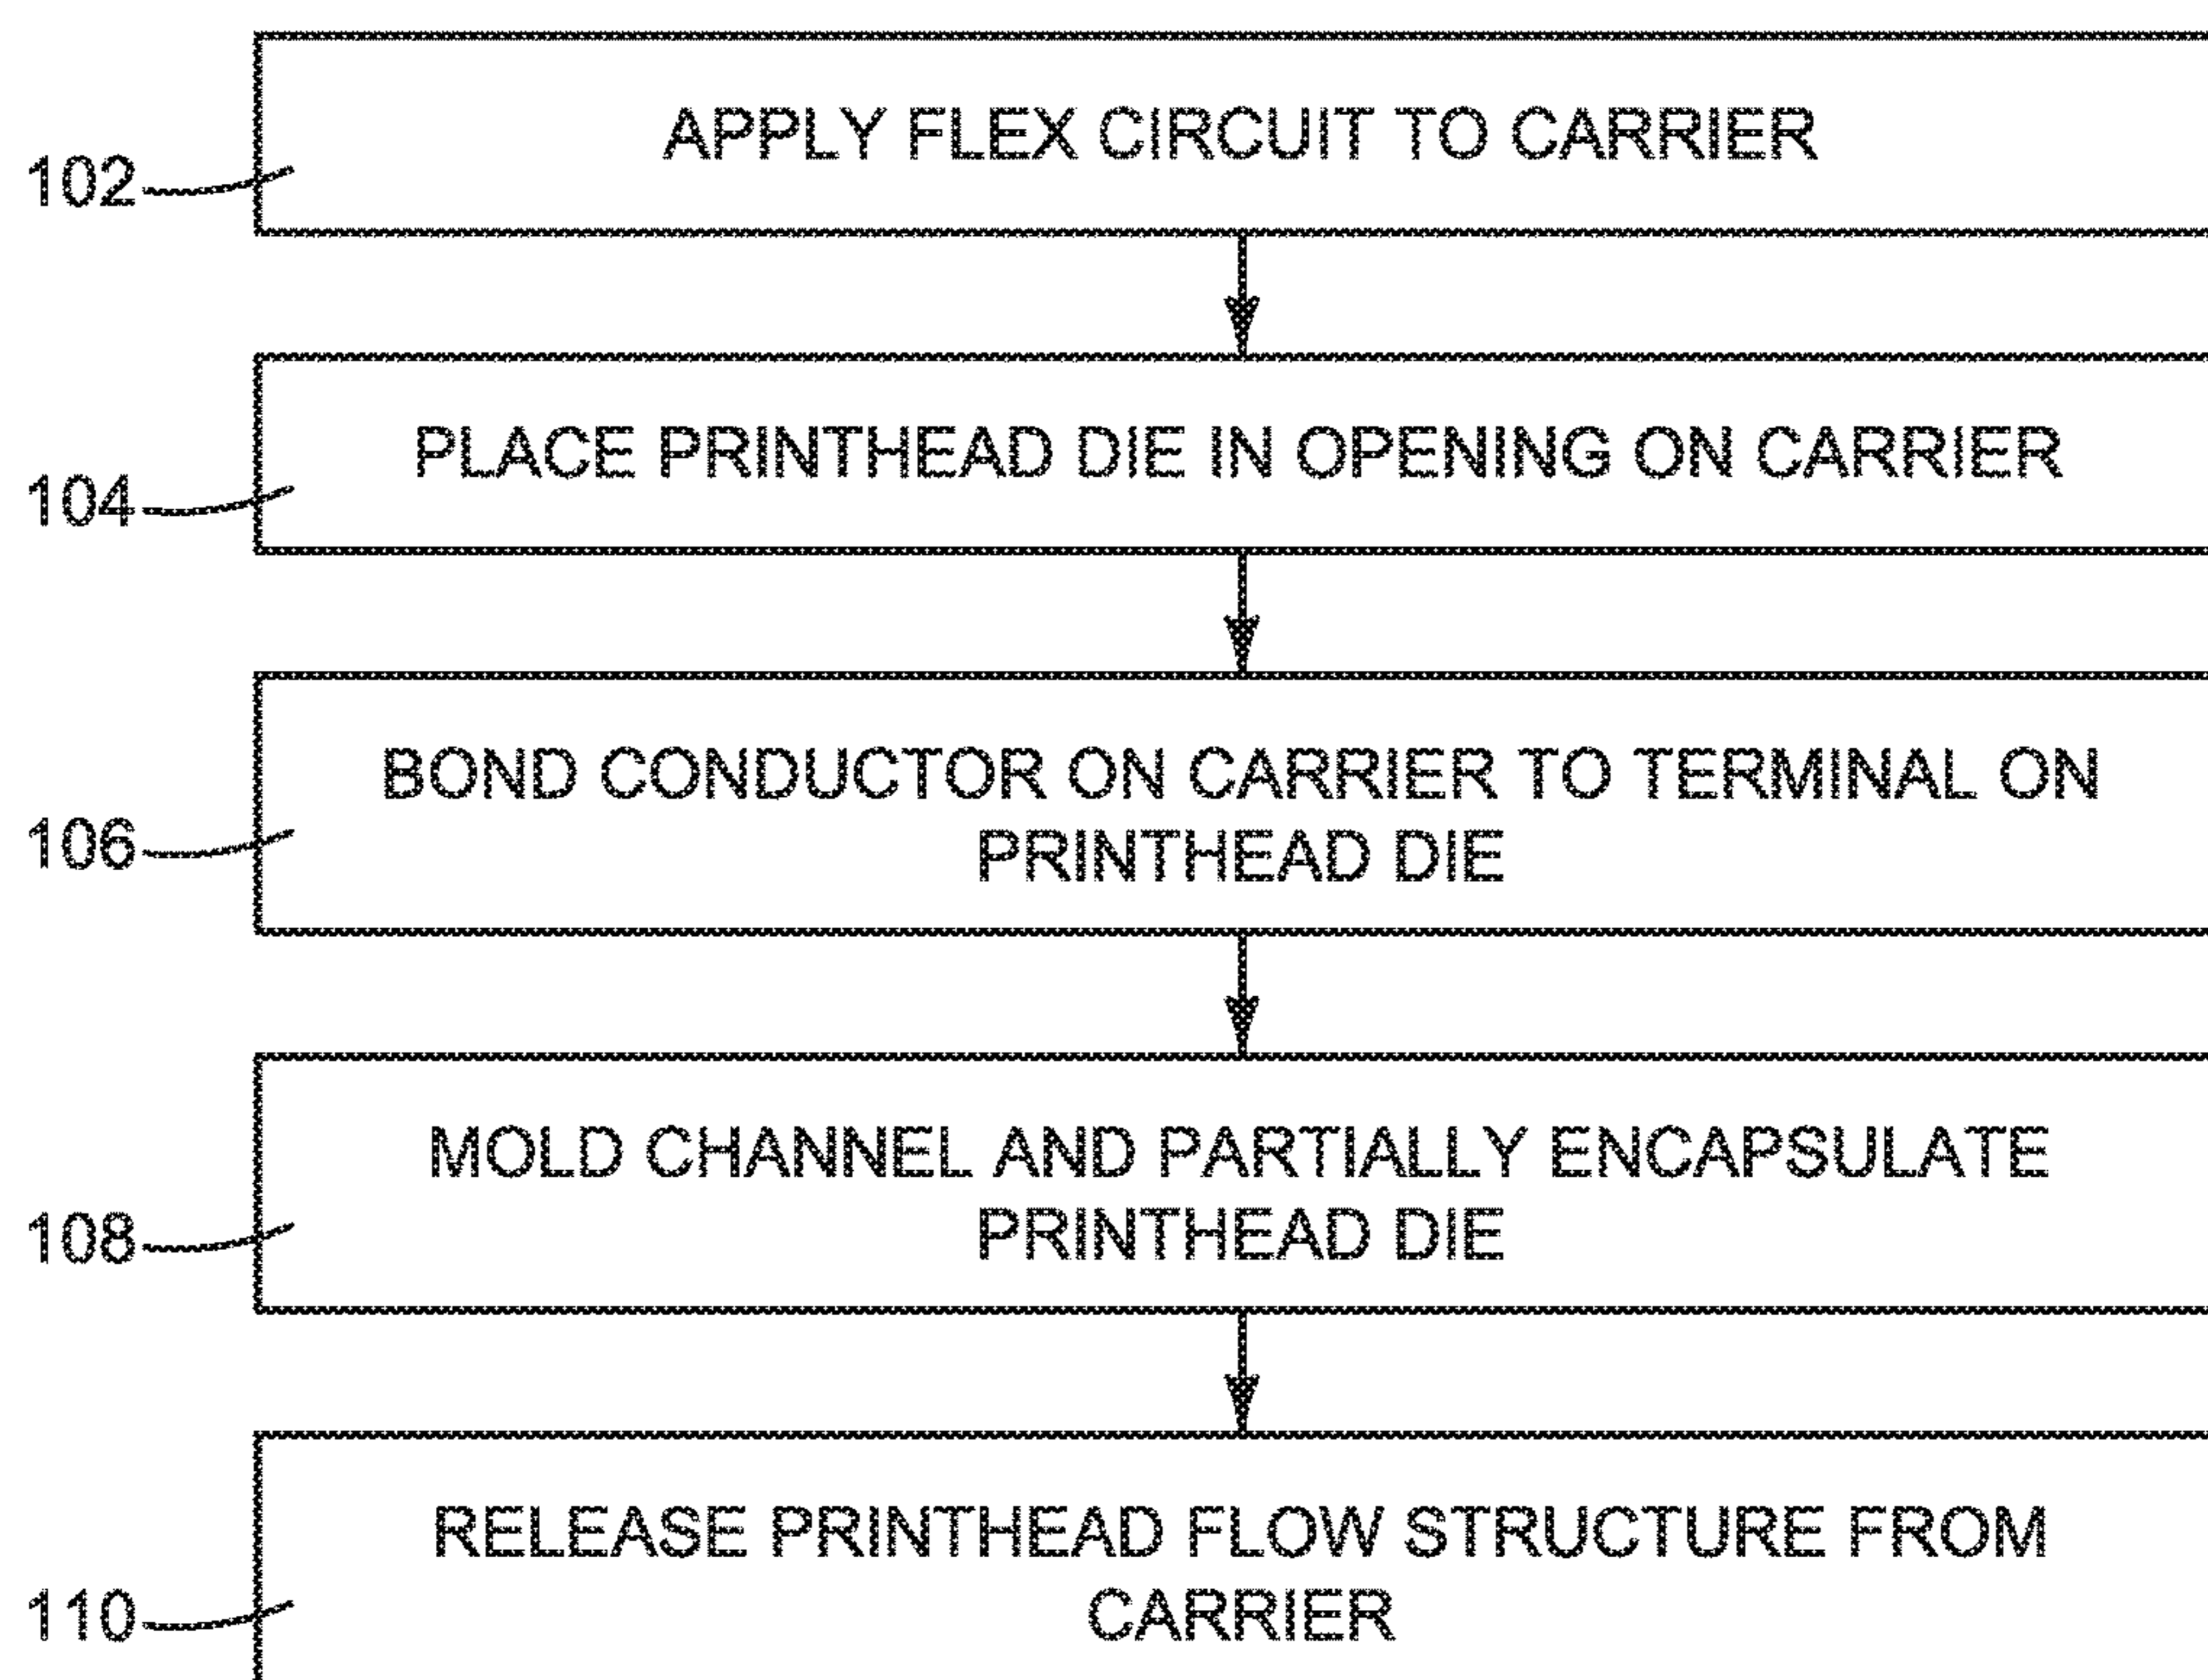 APPLY FLEX CIRCUIT TO CARRIER
102
PLACE PRINTHEAD DIE IN OPENING ON CARRIER
104
BOND CONDUCTOR ON CARRIER TO TERMINAL ON
PRINTHEAD DIE
106
MOLD CHANNEL AND PARTIALLY ENCAPSULATE
PRINTHEAD DIE
108
RELEASE PRINTHEAD FLOW STRUCTURE FROM
CARRIER
110